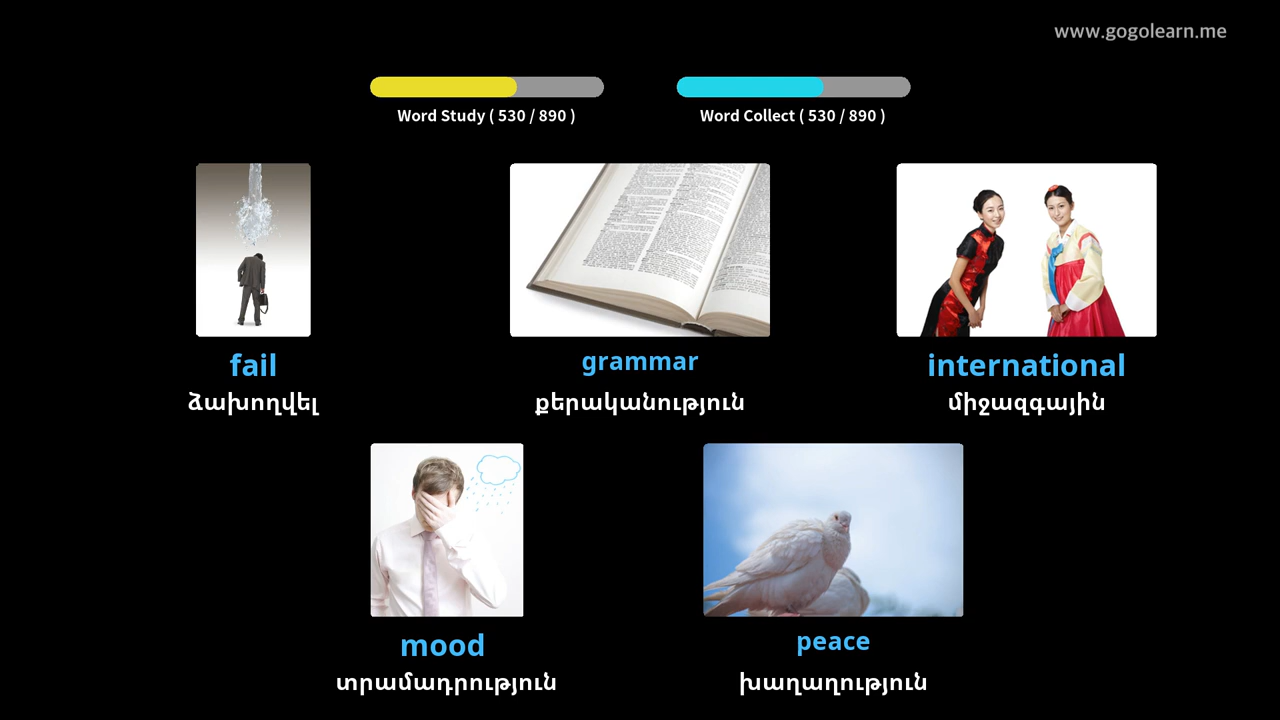 www.gogolearn.me
Word Study ( 530 / 890 )
Word Collect ( 530 / 890 )
fail
ձախողվել
grammar
քերականություն
international
միջազգային
mood
տրամադրություն
peace
խաղաղություն